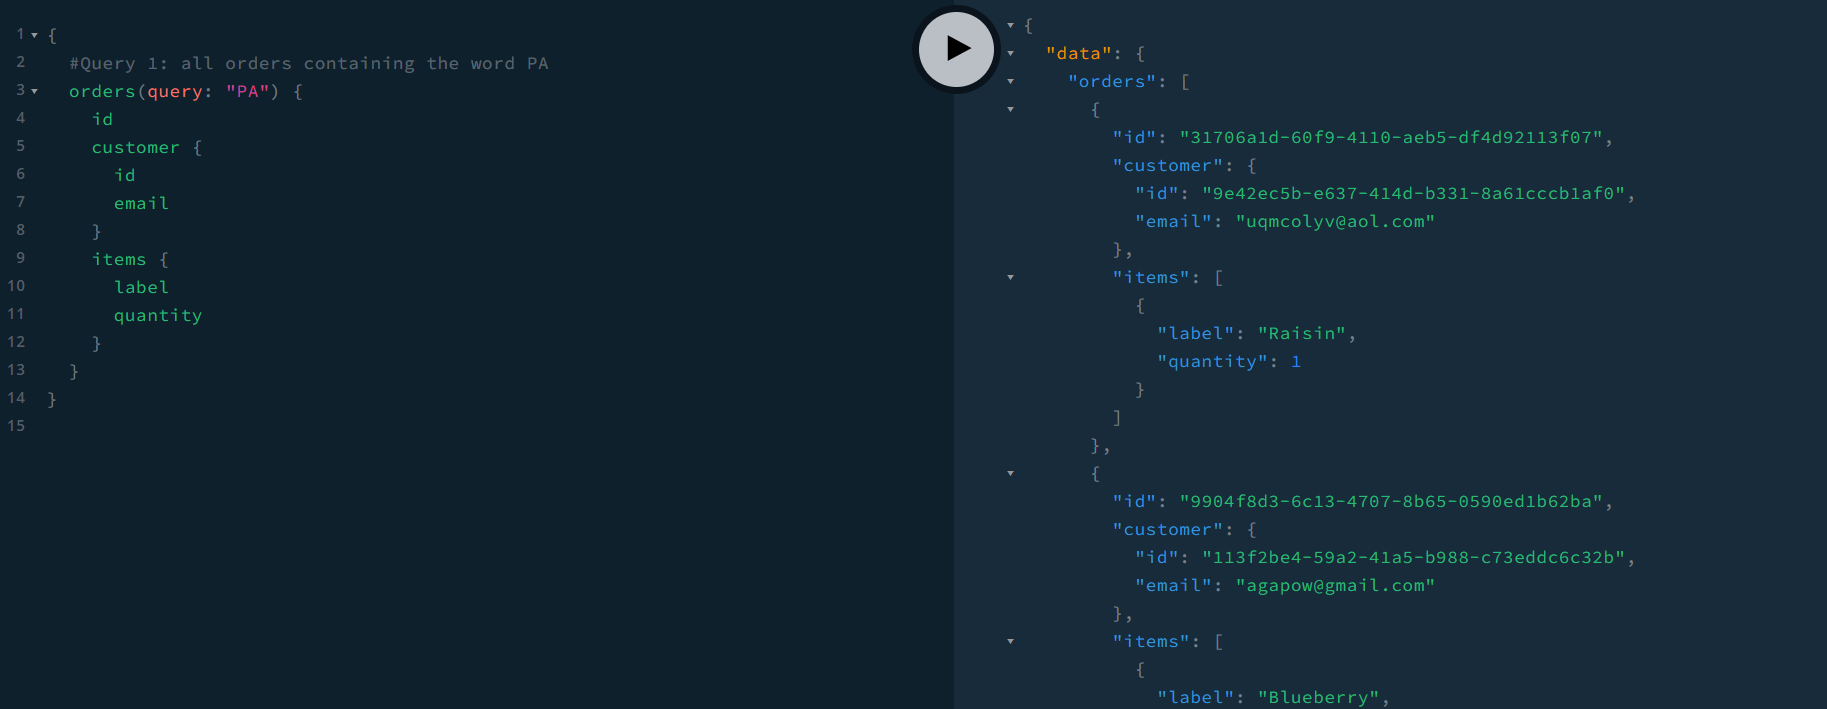 1 {
2 #Query 1: all orders containing the word PA
3 orders(query: "PA") {
4 id
5 customer {
6 id
7 email
8 }
9 items {
10 label
11 quantity
12 }
13 }
14 }
15
{
"data": {
"orders": [
{
"id": "31706a1d-60f9-4110-aeb5-df4d92113f07",
"customer": {
"id": "9e42ec5b-e637-414d-b331-8a61cccb1af0",
"email": "uqmcolyv@aol.com"
},
"items": [
{
"label": "Raisin",
"quantity": 1
}
]
},
{
"id": "9904f8d3-6c13-4707-8b65-0590ed1b62ba",
"customer": {
"id": "113f2be4-59a2-41a5-b988-c73eddc6c32b",
"email": "agapow@gmail.com"
},
"items": [
{
"label": "Blueberry",